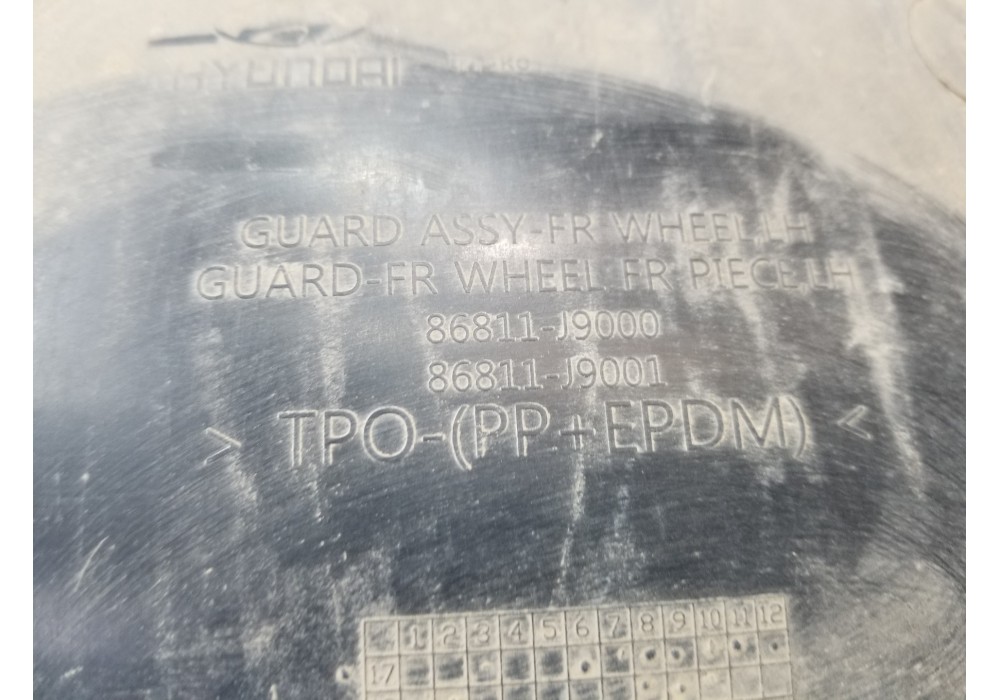 HYUNDAI
GUARD ASSY-FR WHEEL,LH
GUARD-FR WHEEL FR PIECE,LH
86811-J9000
86811-J9001
> TPO-(PP+EPDM) <
1 2 3 4 5 6 7 8 9 10 11 12
17